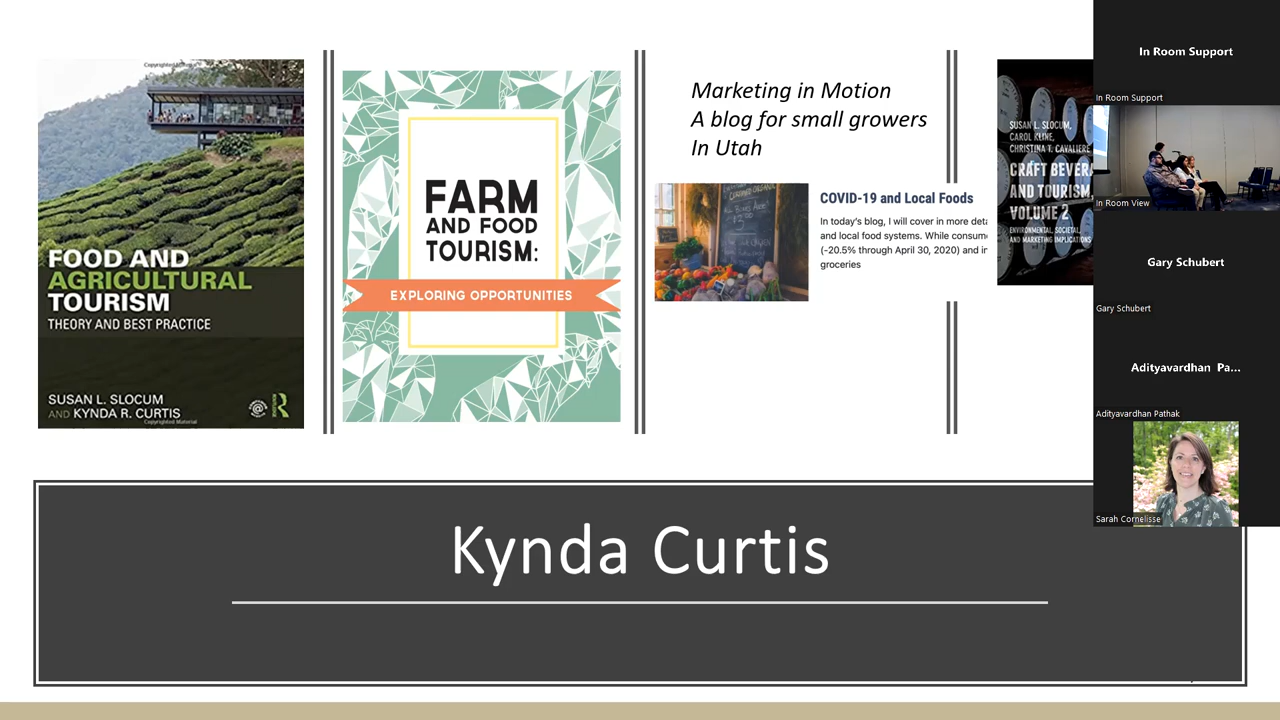 Copyrighted Material
FOOD AND
AGRICULTURAL
TOURISM
THEORY AND BEST PRACTICE
SUSAN L. SLOCUM
AND KYNDA R. CURTIS
Copyrighted Material
FARM
AND FOOD
TOURISM:
EXPLORING OPPORTUNITIES
Marketing in Motion
A blog for small growers
In Utah
COVID-19 and Local Foods
In today's blog, I will cover in more
and local food systems. While
(-20.5% through April 30, 2020) and
groceries
SUSAN L. SLOCUM,
CAROL KLINE,
CHRISTINA T. CAVALIERE
CRAFT
AND TOURISM,
VOLUME 2
ENVIRONMENTAL, SOCIETAL,
AND MARKETING IMPLICATIONS
Kynda Curtis
In Room Support
In Room Support
In Room View
Gary Schubert
Gary Schubert
Adityavardhan Pa...
Adityavardhan Pathak
Sarah Cornelisse